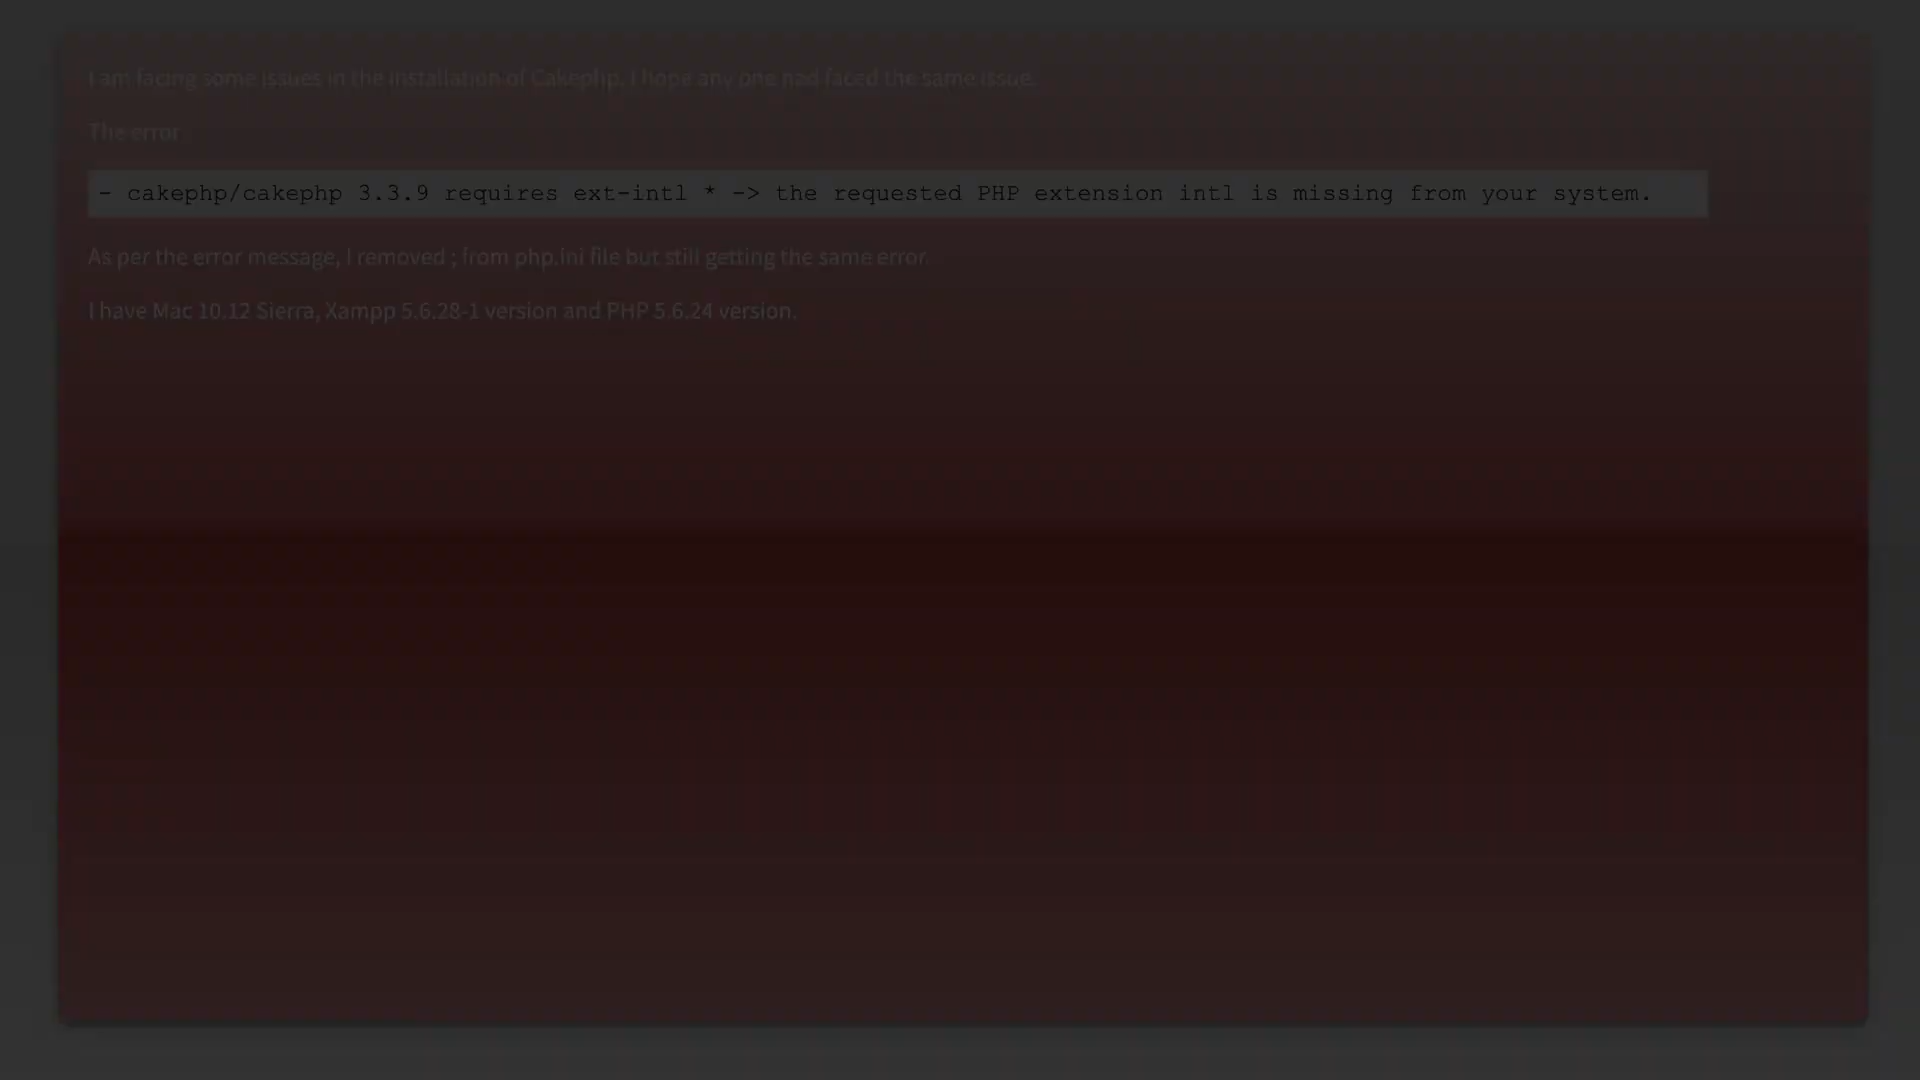 I am facing some issues in the installation of Cakephp. I hope any one had faced the same issue.
The error
- cakephp/cakephp 3.3.9 requires ext-intl * -> the requested PHP extension intl is missing from your system.
As per the error message, I removed ; from php.ini file but still getting the same error.
I have Mac 10.12 Sierra, Xampp 5.6.28-1 version and PHP 5.6.24 version.